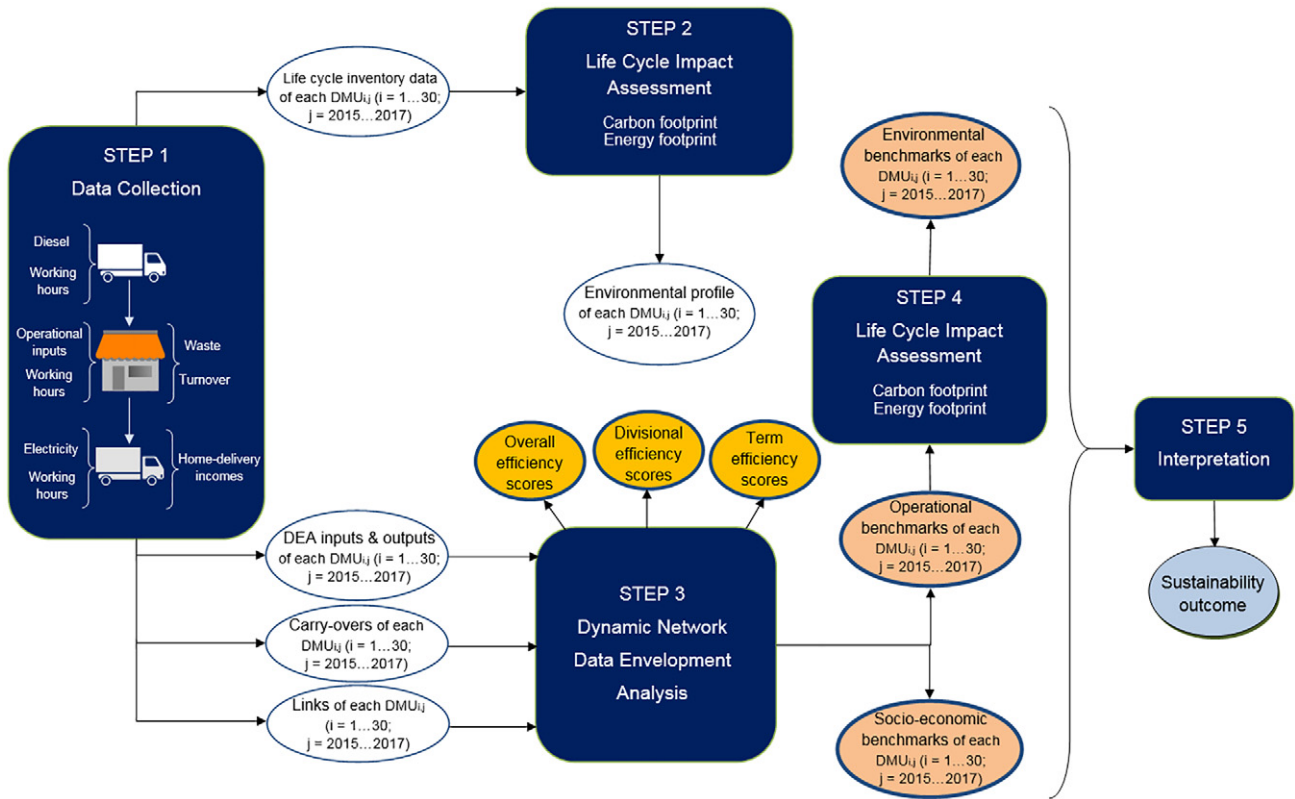 STEP 1
Data Collection
Diesel
Working
hours
Operational
inputs
Working
hours
Waste
Turnover
Electricity
Working
hours
Home-delivery
incomes
Life cycle inventory data
of each DMUi,j (i = 1...30;
j = 2015...2017)
STEP 2
Life Cycle Impact
Assessment
Carbon footprint
Energy footprint
Environmental profile
of each DMUi,j (i = 1...30;
j = 2015...2017)
DEA inputs & outputs
of each DMUi,j (i = 1...30;
j = 2015...2017)
Carry-overs of each
DMUi,j (i = 1...30;
j = 2015...2017)
Links of each DMUi,j
(i = 1...30;
j = 2015...2017)
Overall
efficiency
scores
Divisional
efficiency
scores
Term
efficiency
scores
STEP 3
Dynamic Network
Data Envelopment
Analysis
Environmental
benchmarks of each
DMUi,j (i = 1...30;
j = 2015...2017)
STEP 4
Life Cycle Impact
Assessment
Carbon footprint
Energy footprint
Operational
benchmarks of each
DMUi,j (i = 1...30;
j = 2015...2017)
Socio-economic
benchmarks of each
DMUi,j (i = 1...30;
j = 2015...2017)
STEP 5
Interpretation
Sustainability
outcome